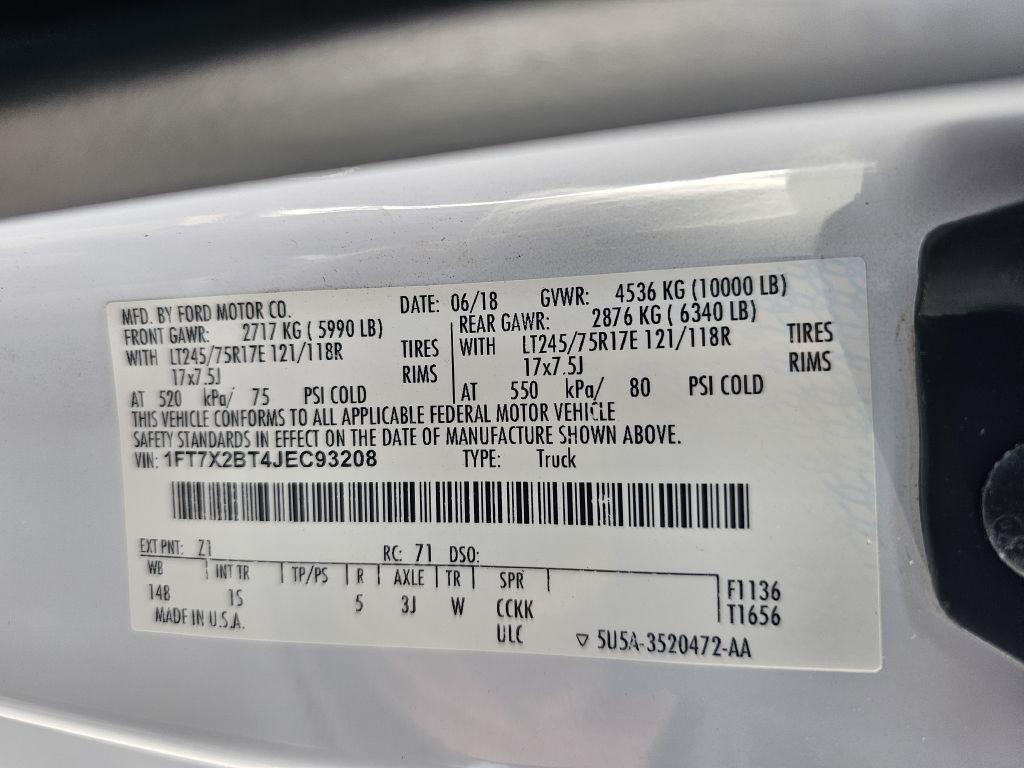 MFD. BY FORD MOTOR CO. DATE: 06/18 GVWR: 4536 KG (10000 LB)
FRONT GAWR: 2717 KG ( 5990 LB) REAR GAWR: 2876 KG ( 6340 LB)
WITH LT245/75R17E 121/118R TIRES WITH LT245/75R17E 121/118R TIRES
17x7.5J RIMS 17x7.5J RIMS
AT 520 kPa/ 75 PSI COLD AT 550 kPa/ 80 PSI COLD
THIS VEHICLE CONFORMS TO ALL APPLICABLE FEDERAL MOTOR VEHICLE
SAFETY STANDARDS IN EFFECT ON THE DATE OF MANUFACTURE SHOWN ABOVE.
VIN: 1FT7X2BT4JEC93208 TYPE: Truck
EXT PNT: Z1 RC: 71 DSO:
WB INT TR TP/PS R AXLE TR SPR F1136
148 1S 5 3J W CCKK T1656
MADE IN U.S.A. ULC ▽ 5U5A-3520472-AA